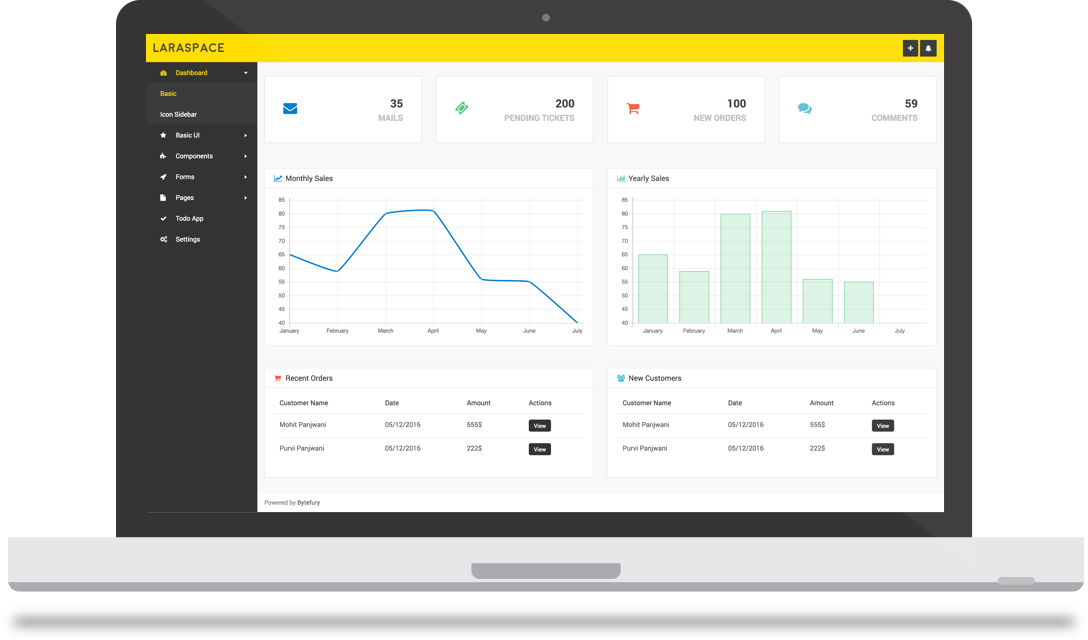 LARASPACE
Dashboard
Basic
Icon Sidebar
Basic UI
Components
Forms
Pages
Todo App
Settings
35
MAILS
200
PENDING TICKETS
100
NEW ORDERS
59
COMMENTS
Monthly Sales
85
80
75
70
65
60
55
50
45
40
January February March April May June July
Yearly Sales
85
80
75
70
65
60
55
50
45
40
January February March April May June July
Recent Orders
Customer Name Date Amount Actions
Mohit Panjwani 05/12/2016 555$ View
Purvi Panjwani 05/12/2016 222$ View
New Customers
Customer Name Date Amount Actions
Mohit Panjwani 05/12/2016 555$ View
Purvi Panjwani 05/12/2016 222$ View
Powered by Bytefury